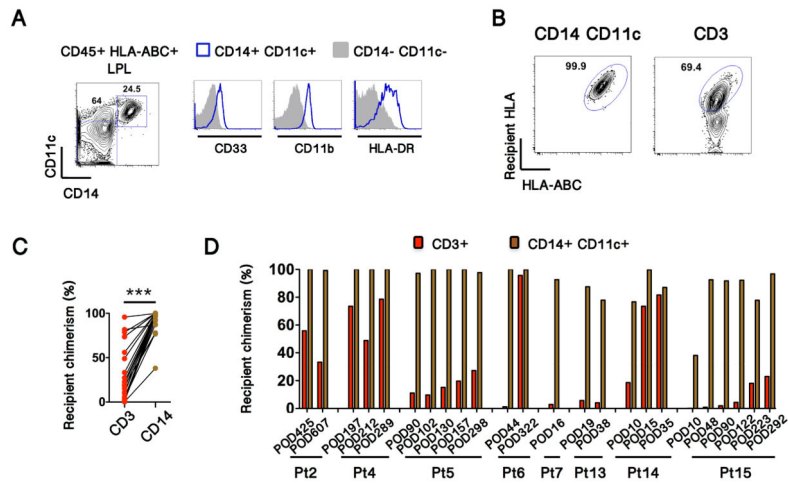 A
CD45+ HLA-ABC+
LPL
CD14+ CD11c+
CD14- CD11c-
64
24.5
CD11c
CD14
CD33
CD11b
HLA-DR
B
CD14 CD11c
CD3
99.9
69.4
Recipient HLA
HLA-ABC
C
***
Recipient chimerism (%)
100
50
0
CD3
CD14
D
CD3+
CD14+ CD11c+
Recipient chimerism (%)
100
80
60
40
20
0
POD425
POD607
POD197
POD212
POD289
POD90
POD102
POD130
POD157
POD298
POD44
POD322
POD16
POD19
POD38
POD10
POD15
POD35
POD10
POD48
POD90
POD122
POD223
POD292
Pt2
Pt4
Pt5
Pt6
Pt7
Pt13
Pt14
Pt15